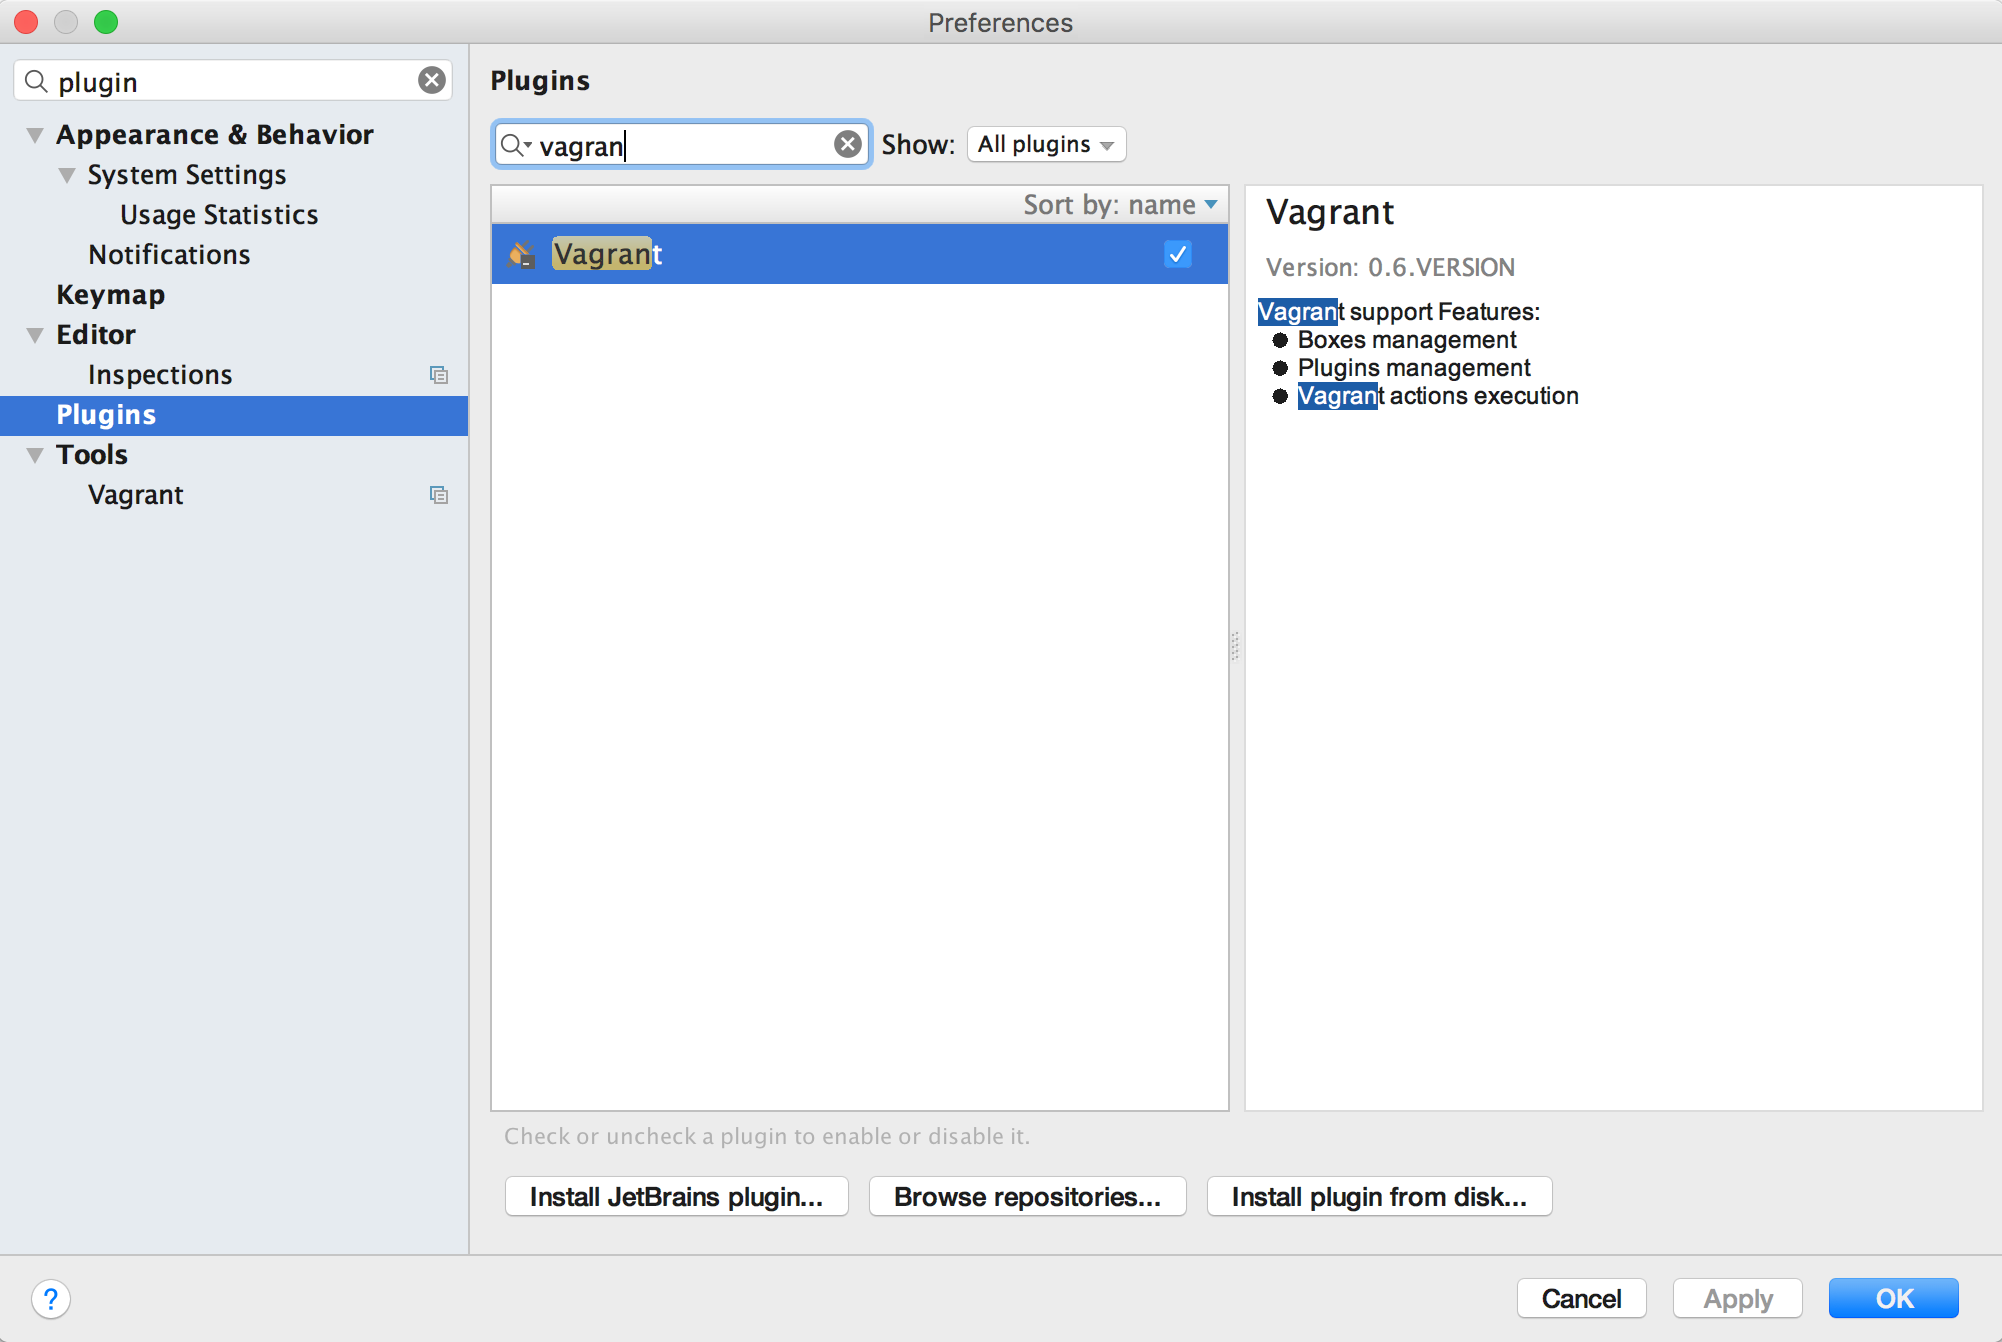 Preferences
plugin
Appearance & Behavior
System Settings
Usage Statistics
Notifications
Keymap
Editor
Inspections
Plugins
Tools
Vagrant
Plugins
vagran
Show: All plugins
Sort by: name
Vagrant
Vagrant
Version: 0.6.VERSION
Vagrant support Features:
Boxes management
Plugins management
Vagrant actions execution
Check or uncheck a plugin to enable or disable it.
Install JetBrains plugin... Browse repositories... Install plugin from disk...
? Cancel Apply OK